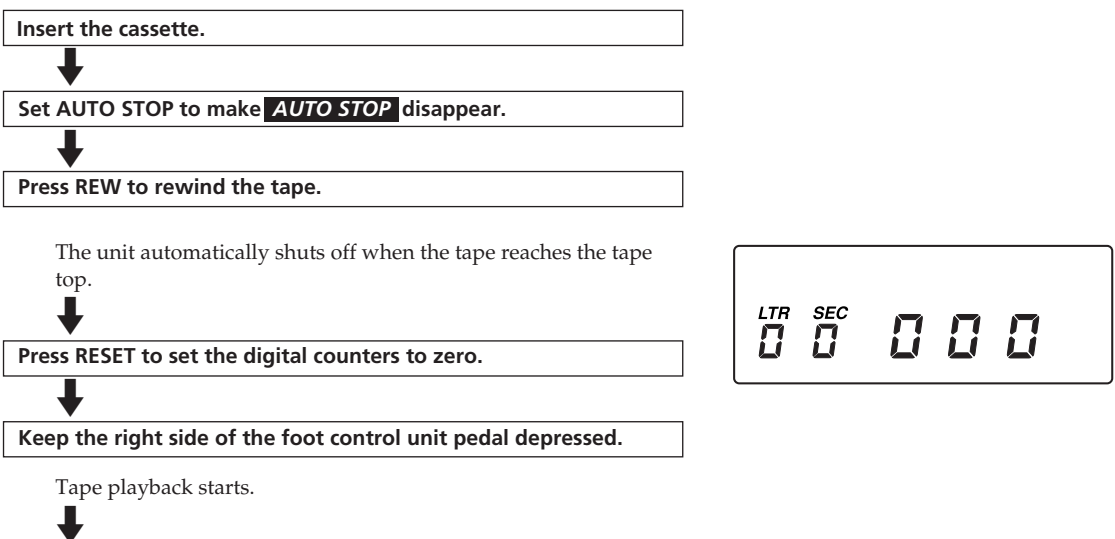 Insert the cassette.
Set AUTO STOP to make AUTO STOP disappear.
Press REW to rewind the tape.
The unit automatically shuts off when the tape reaches the tape
top.
LTR SEC
0 0 000
Press RESET to set the digital counters to zero.
Keep the right side of the foot control unit pedal depressed.
Tape playback starts.